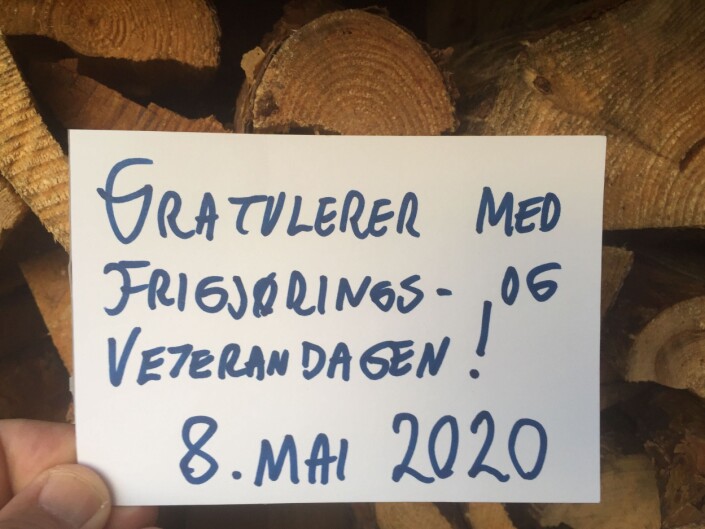 GRATULERER MED
FRIGJØRINGS- OG
VETERANDAGEN!
8. MAI 2020